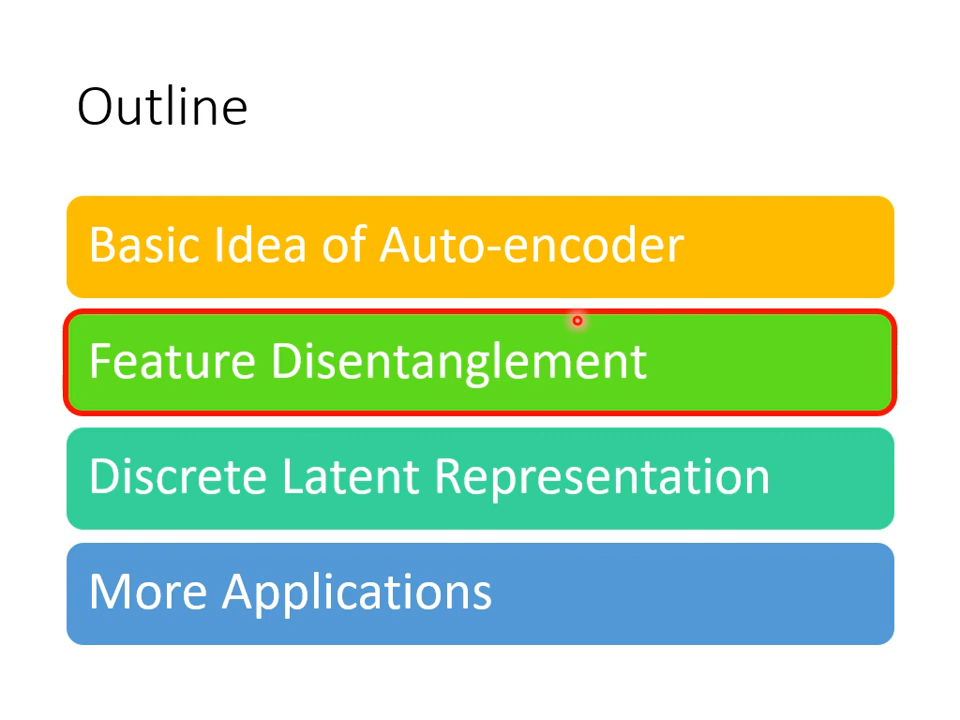 Outline
Basic Idea of Auto-encoder
Feature Disentanglement
Discrete Latent Representation
More Applications